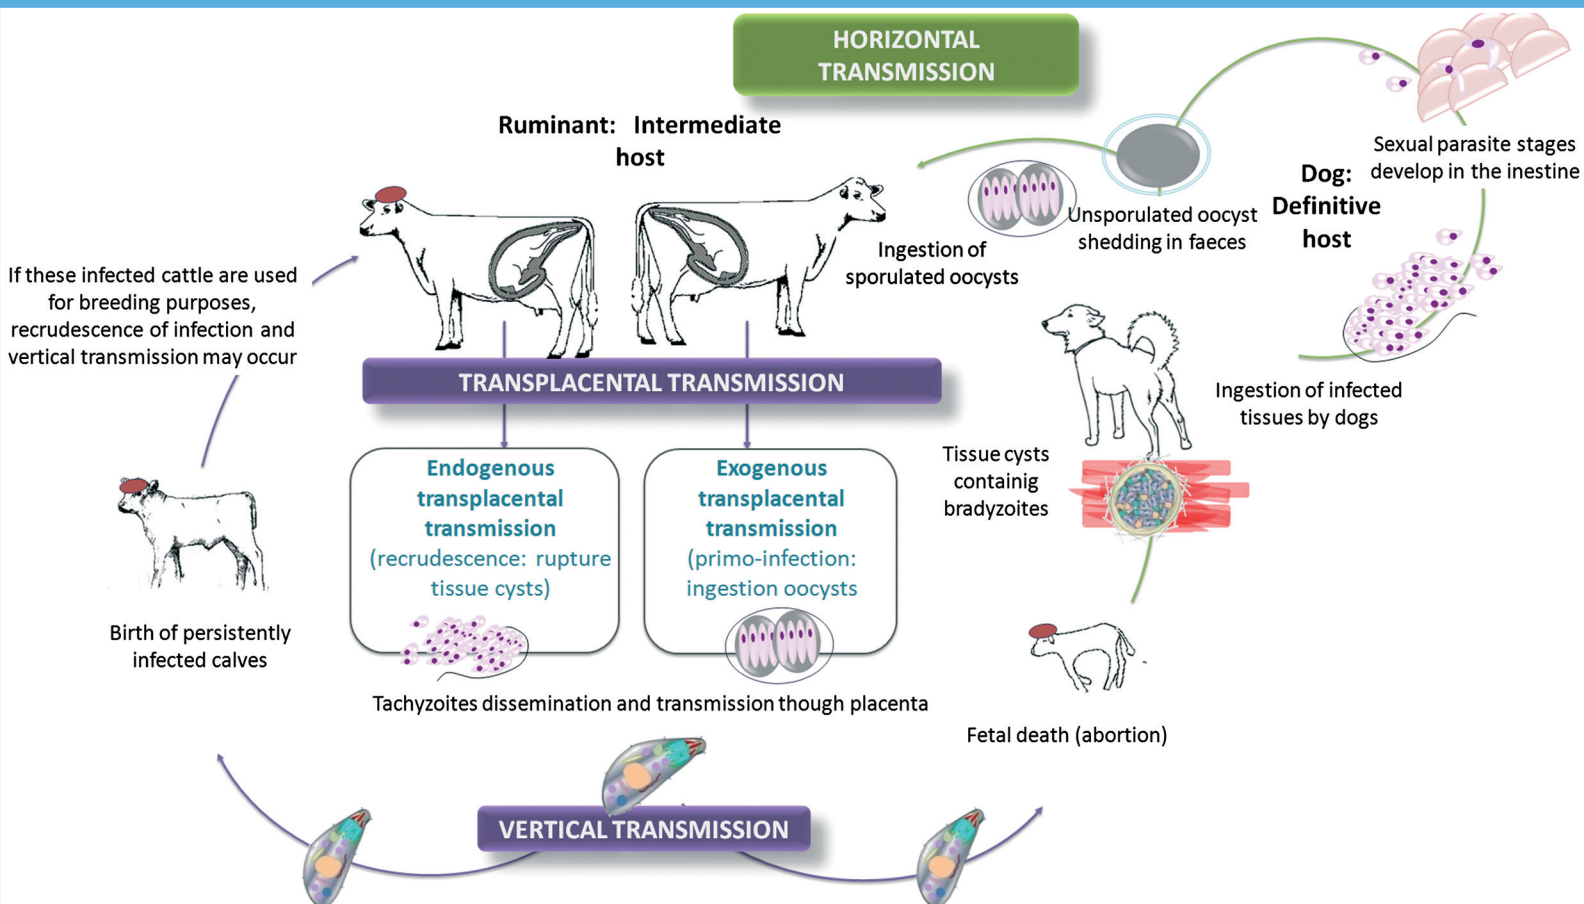 HORIZONTAL
TRANSMISSION
Ruminant: Intermediate
host
Sexual parasite stages
develop in the inestine
Dog:
Definitive
host
Unsporulated oocyst
shedding in faeces
Ingestion of
sporulated oocysts
If these infected cattle are used
for breeding purposes,
recrudescence of infection and
vertical transmission may occur
TRANSPLACENTAL TRANSMISSION
Ingestion of infected
tissues by dogs
Endogenous
transplacental
transmission
(recrudescence: rupture
tissue cysts)
Exogenous
transplacental
transmission
(primo-infection:
ingestion oocysts
Tissue cysts
containig
bradyzoites
Birth of persistently
infected calves
Tachyzoites dissemination and transmission though placenta
Fetal death (abortion)
VERTICAL TRANSMISSION